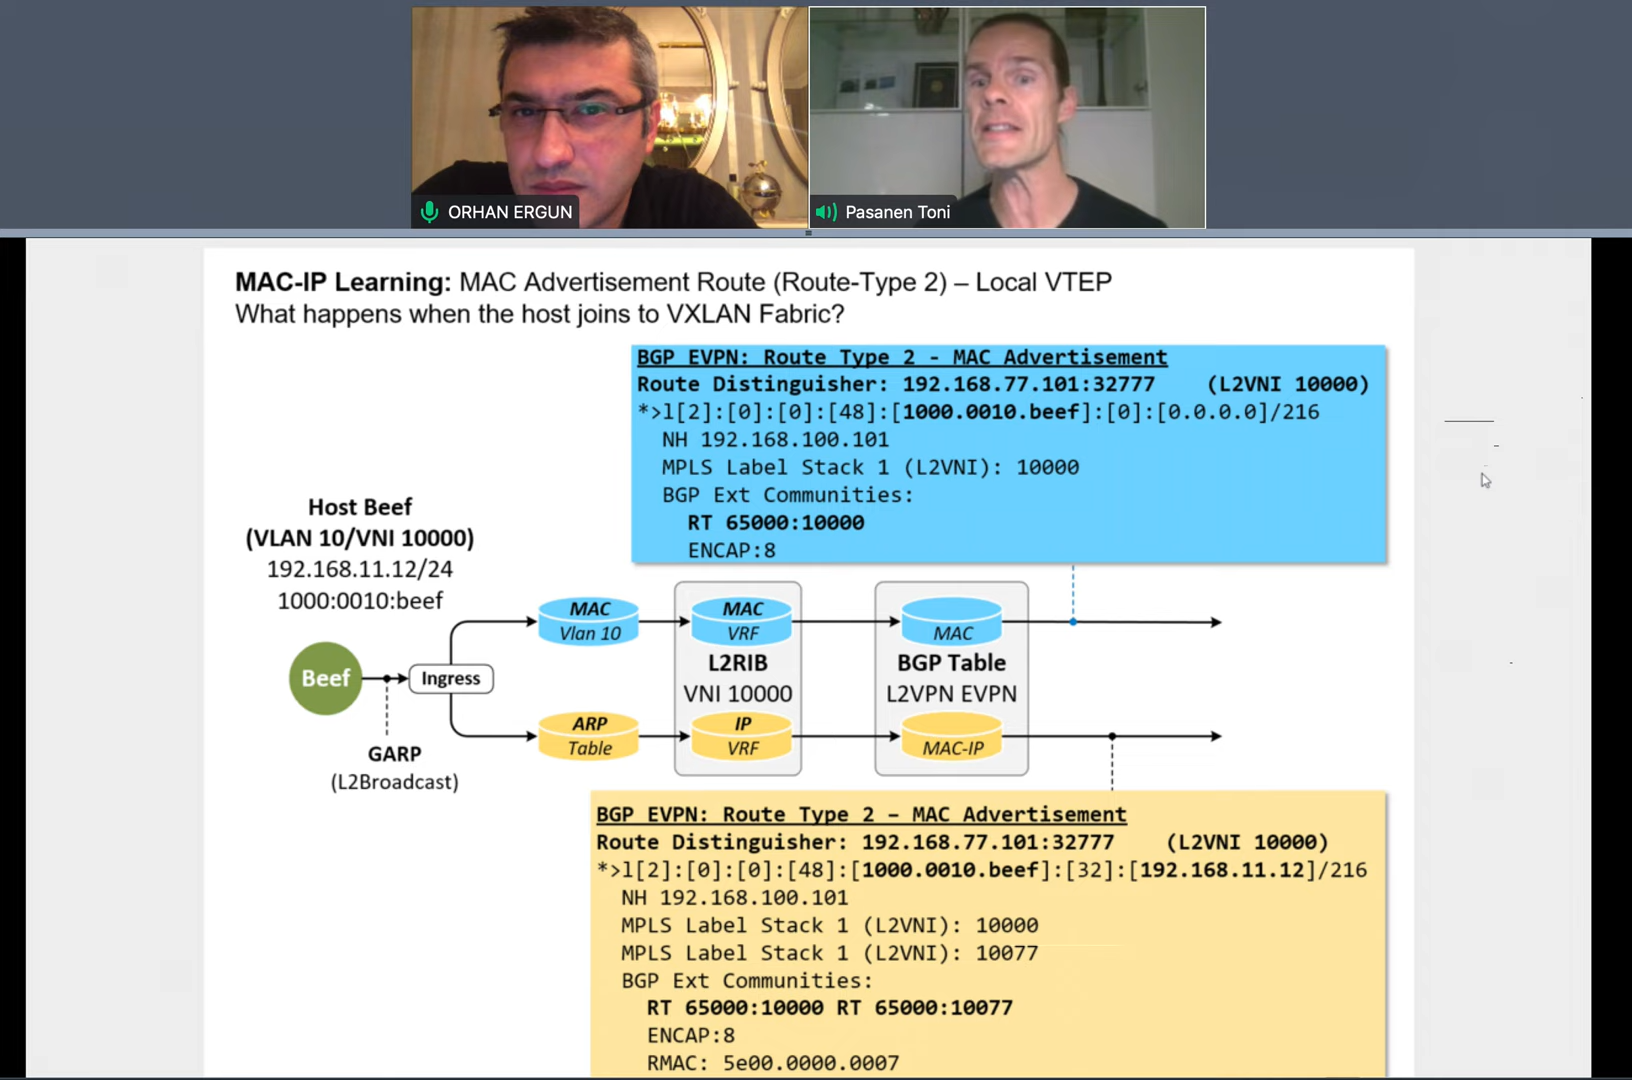 ORHAN ERGUN
Pasanen Toni
MAC-IP Learning: MAC Advertisement Route (Route-Type 2) – Local VTEP
What happens when the host joins to VXLAN Fabric?
BGP EVPN: Route Type 2 - MAC Advertisement
Route Distinguisher: 192.168.77.101:32777 (L2VNI 10000)
*>l[2]:[0]:[0]:[48]:[1000.0010.beef]:[0]:[0.0.0.0]/216
NH 192.168.100.101
MPLS Label Stack 1 (L2VNI): 10000
BGP Ext Communities:
RT 65000:10000
ENCAP:8
Host Beef
(VLAN 10/VNI 10000)
192.168.11.12/24
1000:0010:beef
Beef
Ingress
GARP
(L2Broadcast)
MAC
Vlan 10
MAC
VRF
MAC
L2RIB
VNI 10000
BGP Table
L2VPN EVPN
ARP
Table
IP
VRF
MAC-IP
BGP EVPN: Route Type 2 – MAC Advertisement
Route Distinguisher: 192.168.77.101:32777 (L2VNI 10000)
*>l[2]:[0]:[0]:[48]:[1000.0010.beef]:[32]:[192.168.11.12]/216
NH 192.168.100.101
MPLS Label Stack 1 (L2VNI): 10000
MPLS Label Stack 1 (L2VNI): 10077
BGP Ext Communities:
RT 65000:10000 RT 65000:10077
ENCAP:8
RMAC: 5e00.0000.0007